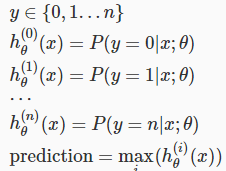 y ∈ {0, 1...n}
h_θ^{(0)}(x) = P(y = 0|x; θ)
h_θ^{(1)}(x) = P(y = 1|x; θ)
⋯
h_θ^{(n)}(x) = P(y = n|x; θ)
prediction = max(h_θ^{(i)}(x))